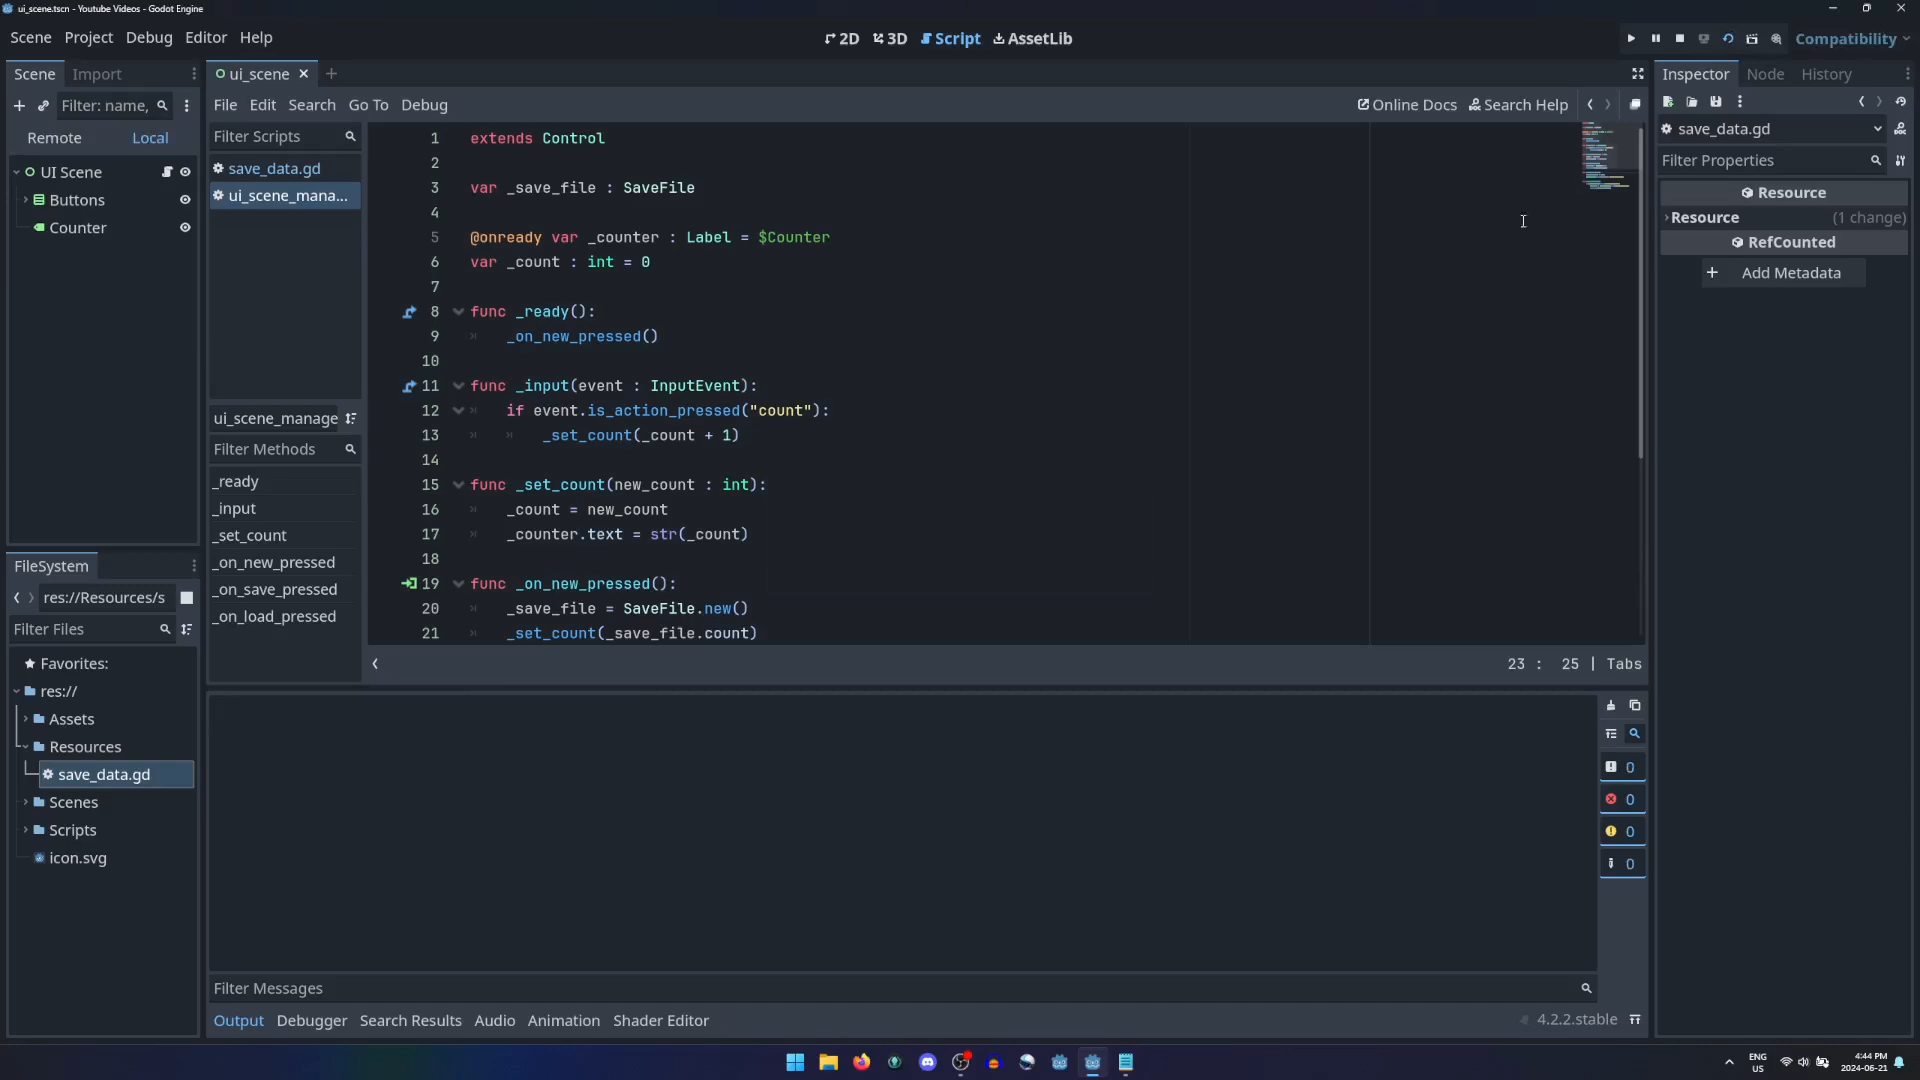 ui_scene.tscn - Youtube Videos - Godot Engine
Scene Project Debug Editor Help
2D 3D Script AssetLib
Compatibility
Scene Import
ui_scene
Inspector Node History
Filter: name,
File Edit Search Go To Debug
Online Docs Search Help
Remote Local
Filter Scripts
save_data.gd
Filter Properties
UI Scene
Buttons
Counter
save_data.gd
ui_scene_mana...
1 extends Control
2
3 var _save_file : SaveFile
4
5 @onready var _counter : Label = $Counter
6 var _count : int = 0
7
8 func _ready():
9 _on_new_pressed()
10
11 func _input(event : InputEvent):
12 if event.is_action_pressed("count"):
13 _set_count(_count + 1)
14
15 func _set_count(new_count : int):
16 _count = new_count
17 _counter.text = str(_count)
18
19 func _on_new_pressed():
20 _save_file = SaveFile.new()
21 _set_count(_save_file.count)
Resource
Resource (1 change)
RefCounted
Add Metadata
ui_scene_manage
Filter Methods
_ready
_input
_set_count
_on_new_pressed
_on_save_pressed
_on_load_pressed
23 : 25 | Tabs
FileSystem
res://Resources/s
Filter Files
Favorites:
res://
Assets
Resources
save_data.gd
Scenes
Scripts
icon.svg
0
0
0
0
Filter Messages
Output Debugger Search Results Audio Animation Shader Editor
4.2.2.stable
ENG
US
4:44 PM
2024-06-21